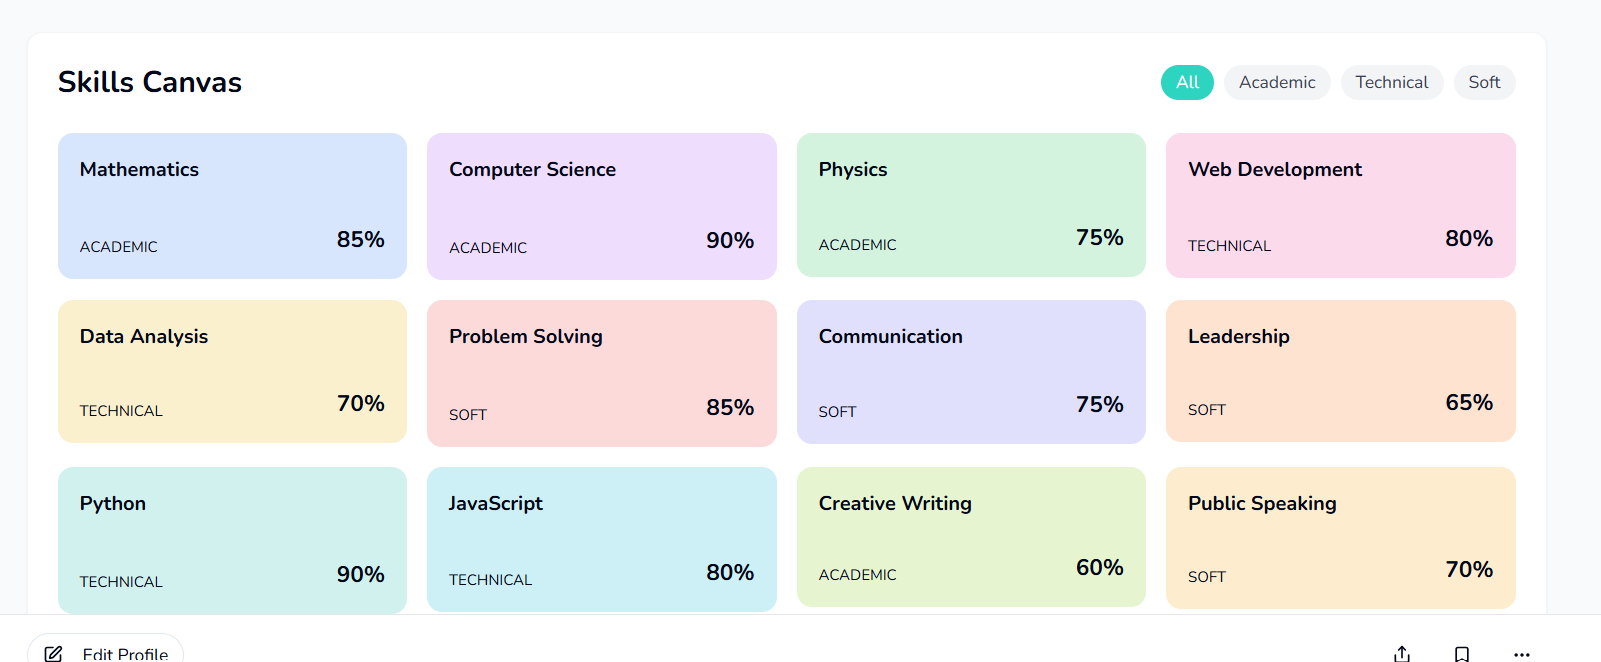 Skills Canvas
All Academic Technical Soft
Mathematics
ACADEMIC 85%
Computer Science
ACADEMIC 90%
Physics
ACADEMIC 75%
Web Development
TECHNICAL 80%
Data Analysis
TECHNICAL 70%
Problem Solving
SOFT 85%
Communication
SOFT 75%
Leadership
SOFT 65%
Python
TECHNICAL 90%
JavaScript
TECHNICAL 80%
Creative Writing
ACADEMIC 60%
Public Speaking
SOFT 70%
Edit Profile